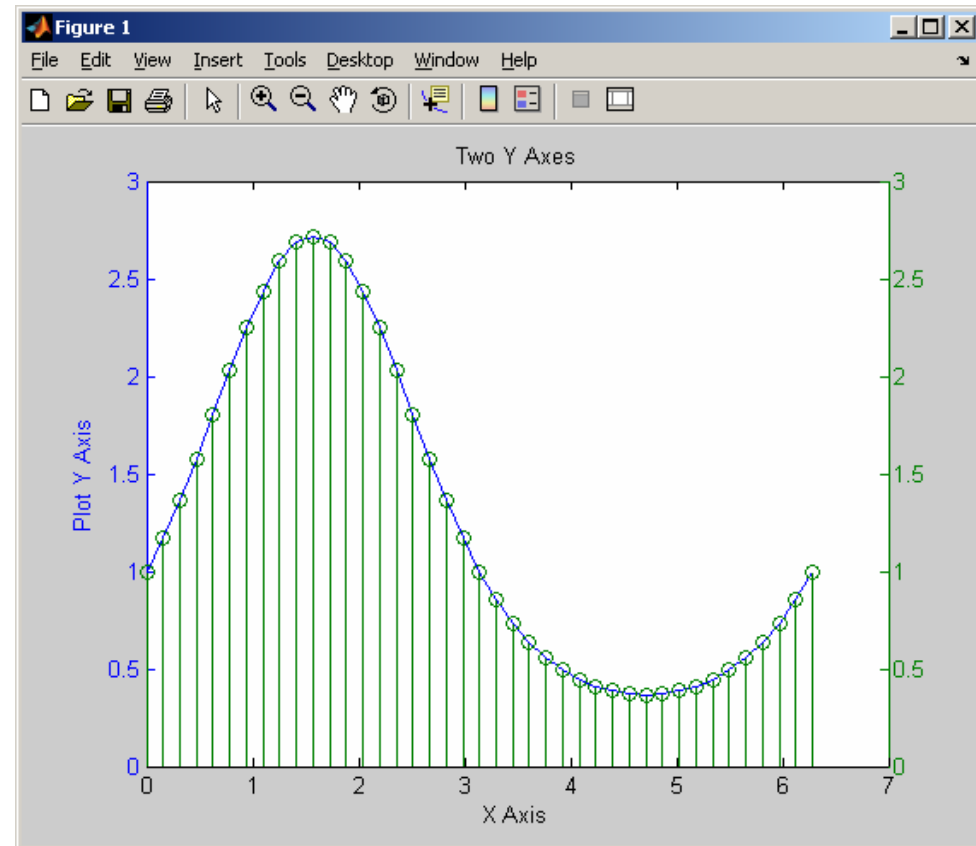 Figure 1
File Edit View Insert Tools Desktop Window Help
Two Y Axes
3 3
2.5 2.5
2 2
Plot Y Axis
1.5 1.5
1 1
0.5 0.5
0 0
0 1 2 3 4 5 6 7
X Axis